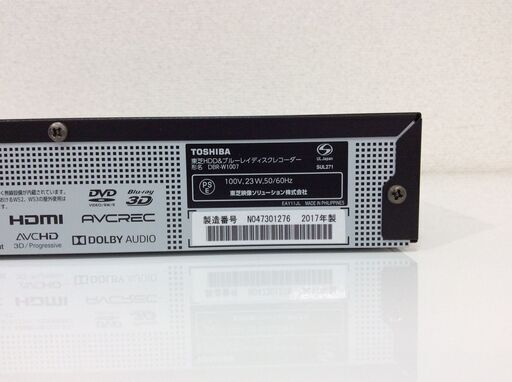 TOSHIBA
東芝HDD&ブルーレイディスクレコーダー
形名 DBR-W1007
UL Japan
SUL271
PS
E
100V, 23W, 50/60Hz
東芝映像ソリューション株式会社
EAY11JL MADE IN PHILIPPINES
製造番号 N047301276 2017年製
DVD
Blu-ray
3D
HDMI
AVCREC
AVCHD
3D/Progressive
DOLBY AUDIO